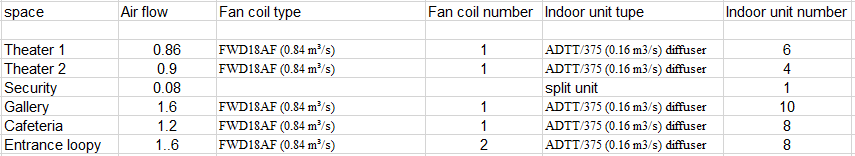 space Air flow Fan coil type Fan coil number Indoor unit tupe Indoor unit number
Theater 1 0.86 FWD18AF (0.84 m³/s) 1 ADTT/375 (0.16 m3/s) diffuser 6
Theater 2 0.9 FWD18AF (0.84 m³/s) 1 ADTT/375 (0.16 m3/s) diffuser 4
Security 0.08 split unit 1
Gallery 1.6 FWD18AF (0.84 m³/s) 1 ADTT/375 (0.16 m3/s) diffuser 10
Cafeteria 1.2 FWD18AF (0.84 m³/s) 1 ADTT/375 (0.16 m3/s) diffuser 8
Entrance loopy 1..6 FWD18AF (0.84 m³/s) 2 ADTT/375 (0.16 m3/s) diffuser 8